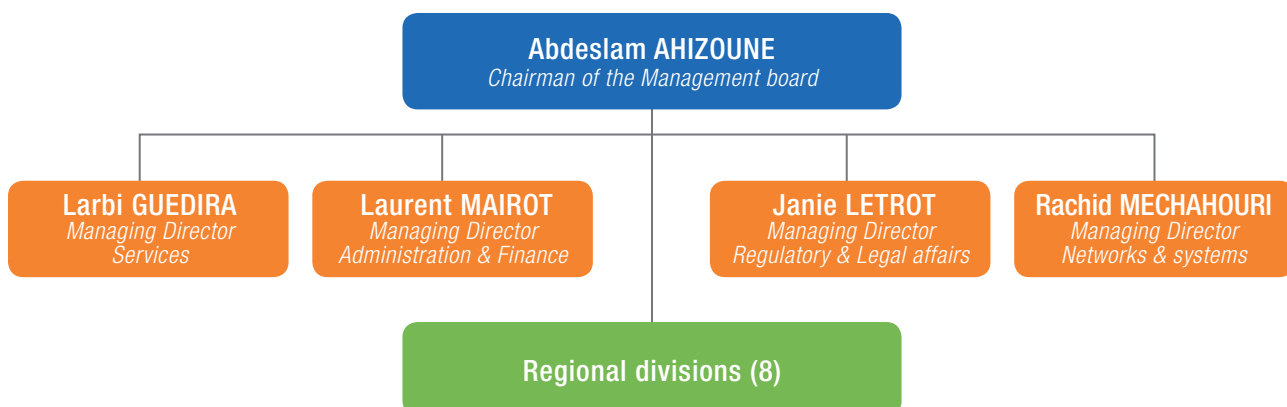 Abdeslam AHIZOUNE
Chairman of the Management board
Larbi GUEDIRA
Managing Director
Services
Laurent MAIROT
Managing Director
Administration & Finance
Janie LETROT
Managing Director
Regulatory & Legal affairs
Rachid MECHAHOURI
Managing Director
Networks & systems
Regional divisions (8)